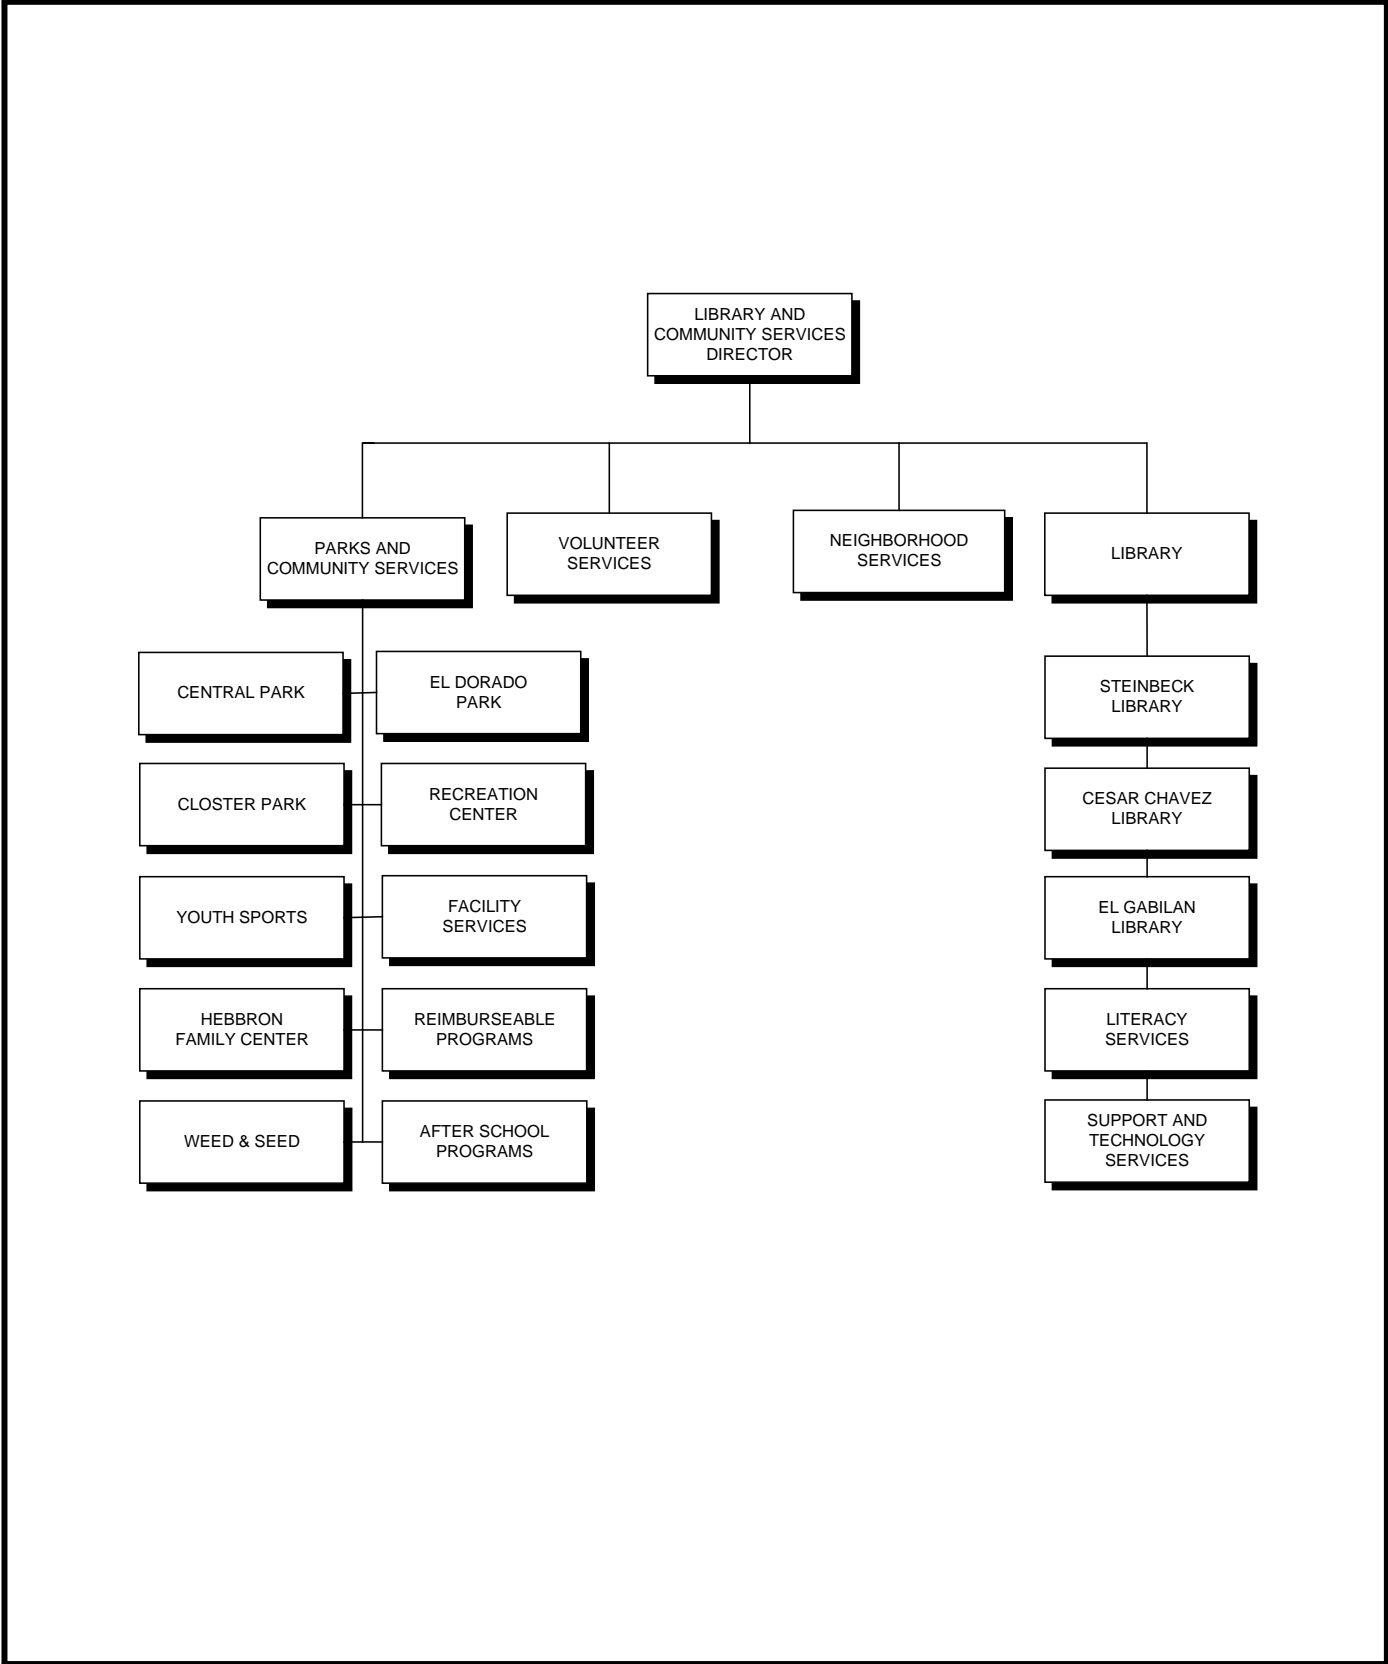 LIBRARY AND
COMMUNITY SERVICES
DIRECTOR
PARKS AND
COMMUNITY SERVICES
VOLUNTEER
SERVICES
NEIGHBORHOOD
SERVICES
LIBRARY
CENTRAL PARK
EL DORADO
PARK
CLOSTER PARK
RECREATION
CENTER
YOUTH SPORTS
FACILITY
SERVICES
HEBBRON
FAMILY CENTER
REIMBURSEABLE
PROGRAMS
WEED & SEED
AFTER SCHOOL
PROGRAMS
STEINBECK
LIBRARY
CESAR CHAVEZ
LIBRARY
EL GABILAN
LIBRARY
LITERACY
SERVICES
SUPPORT AND
TECHNOLOGY
SERVICES